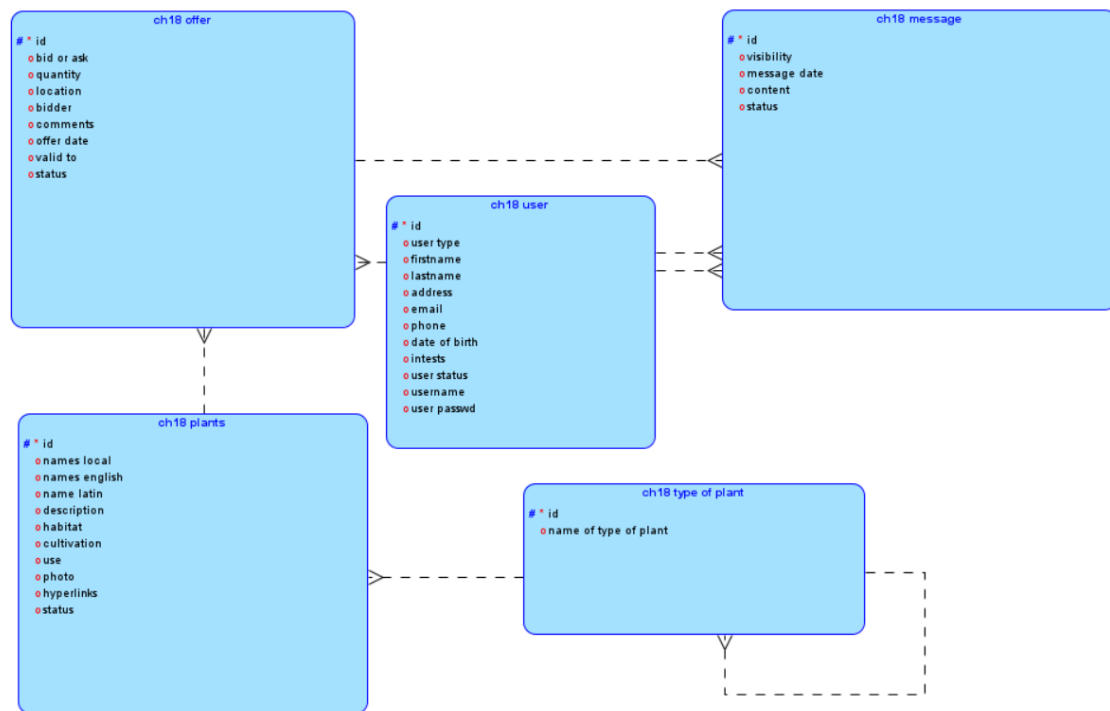 ch18 offer
# * id
o bid or ask
o quantity
o location
o bidder
o comments
o offer date
o valid to
o status
ch18 message
# * id
o visibility
o message date
o content
o status
ch18 user
# * id
o user type
o firstname
o lastname
o address
o email
o phone
o date of birth
o intests
o user status
o username
o user passwd
ch18 plants
# * id
o names local
o names english
o name latin
o description
o habitat
o cultivation
o use
o photo
o hyperlinks
o status
ch18 type of plant
# * id
o name of type of plant